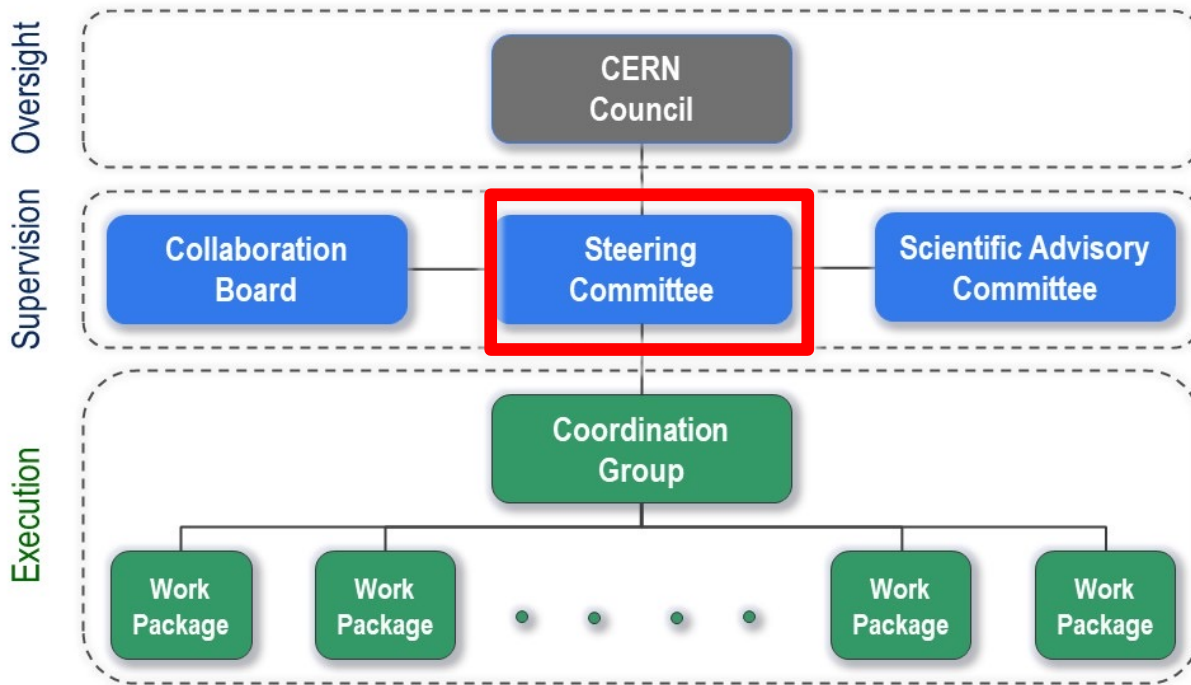 Oversight
CERN
Council
Supervision
Collaboration
Board
Steering
Committee
Scientific Advisory
Committee
Execution
Coordination
Group
Work
Package
Work
Package
Work
Package
Work
Package